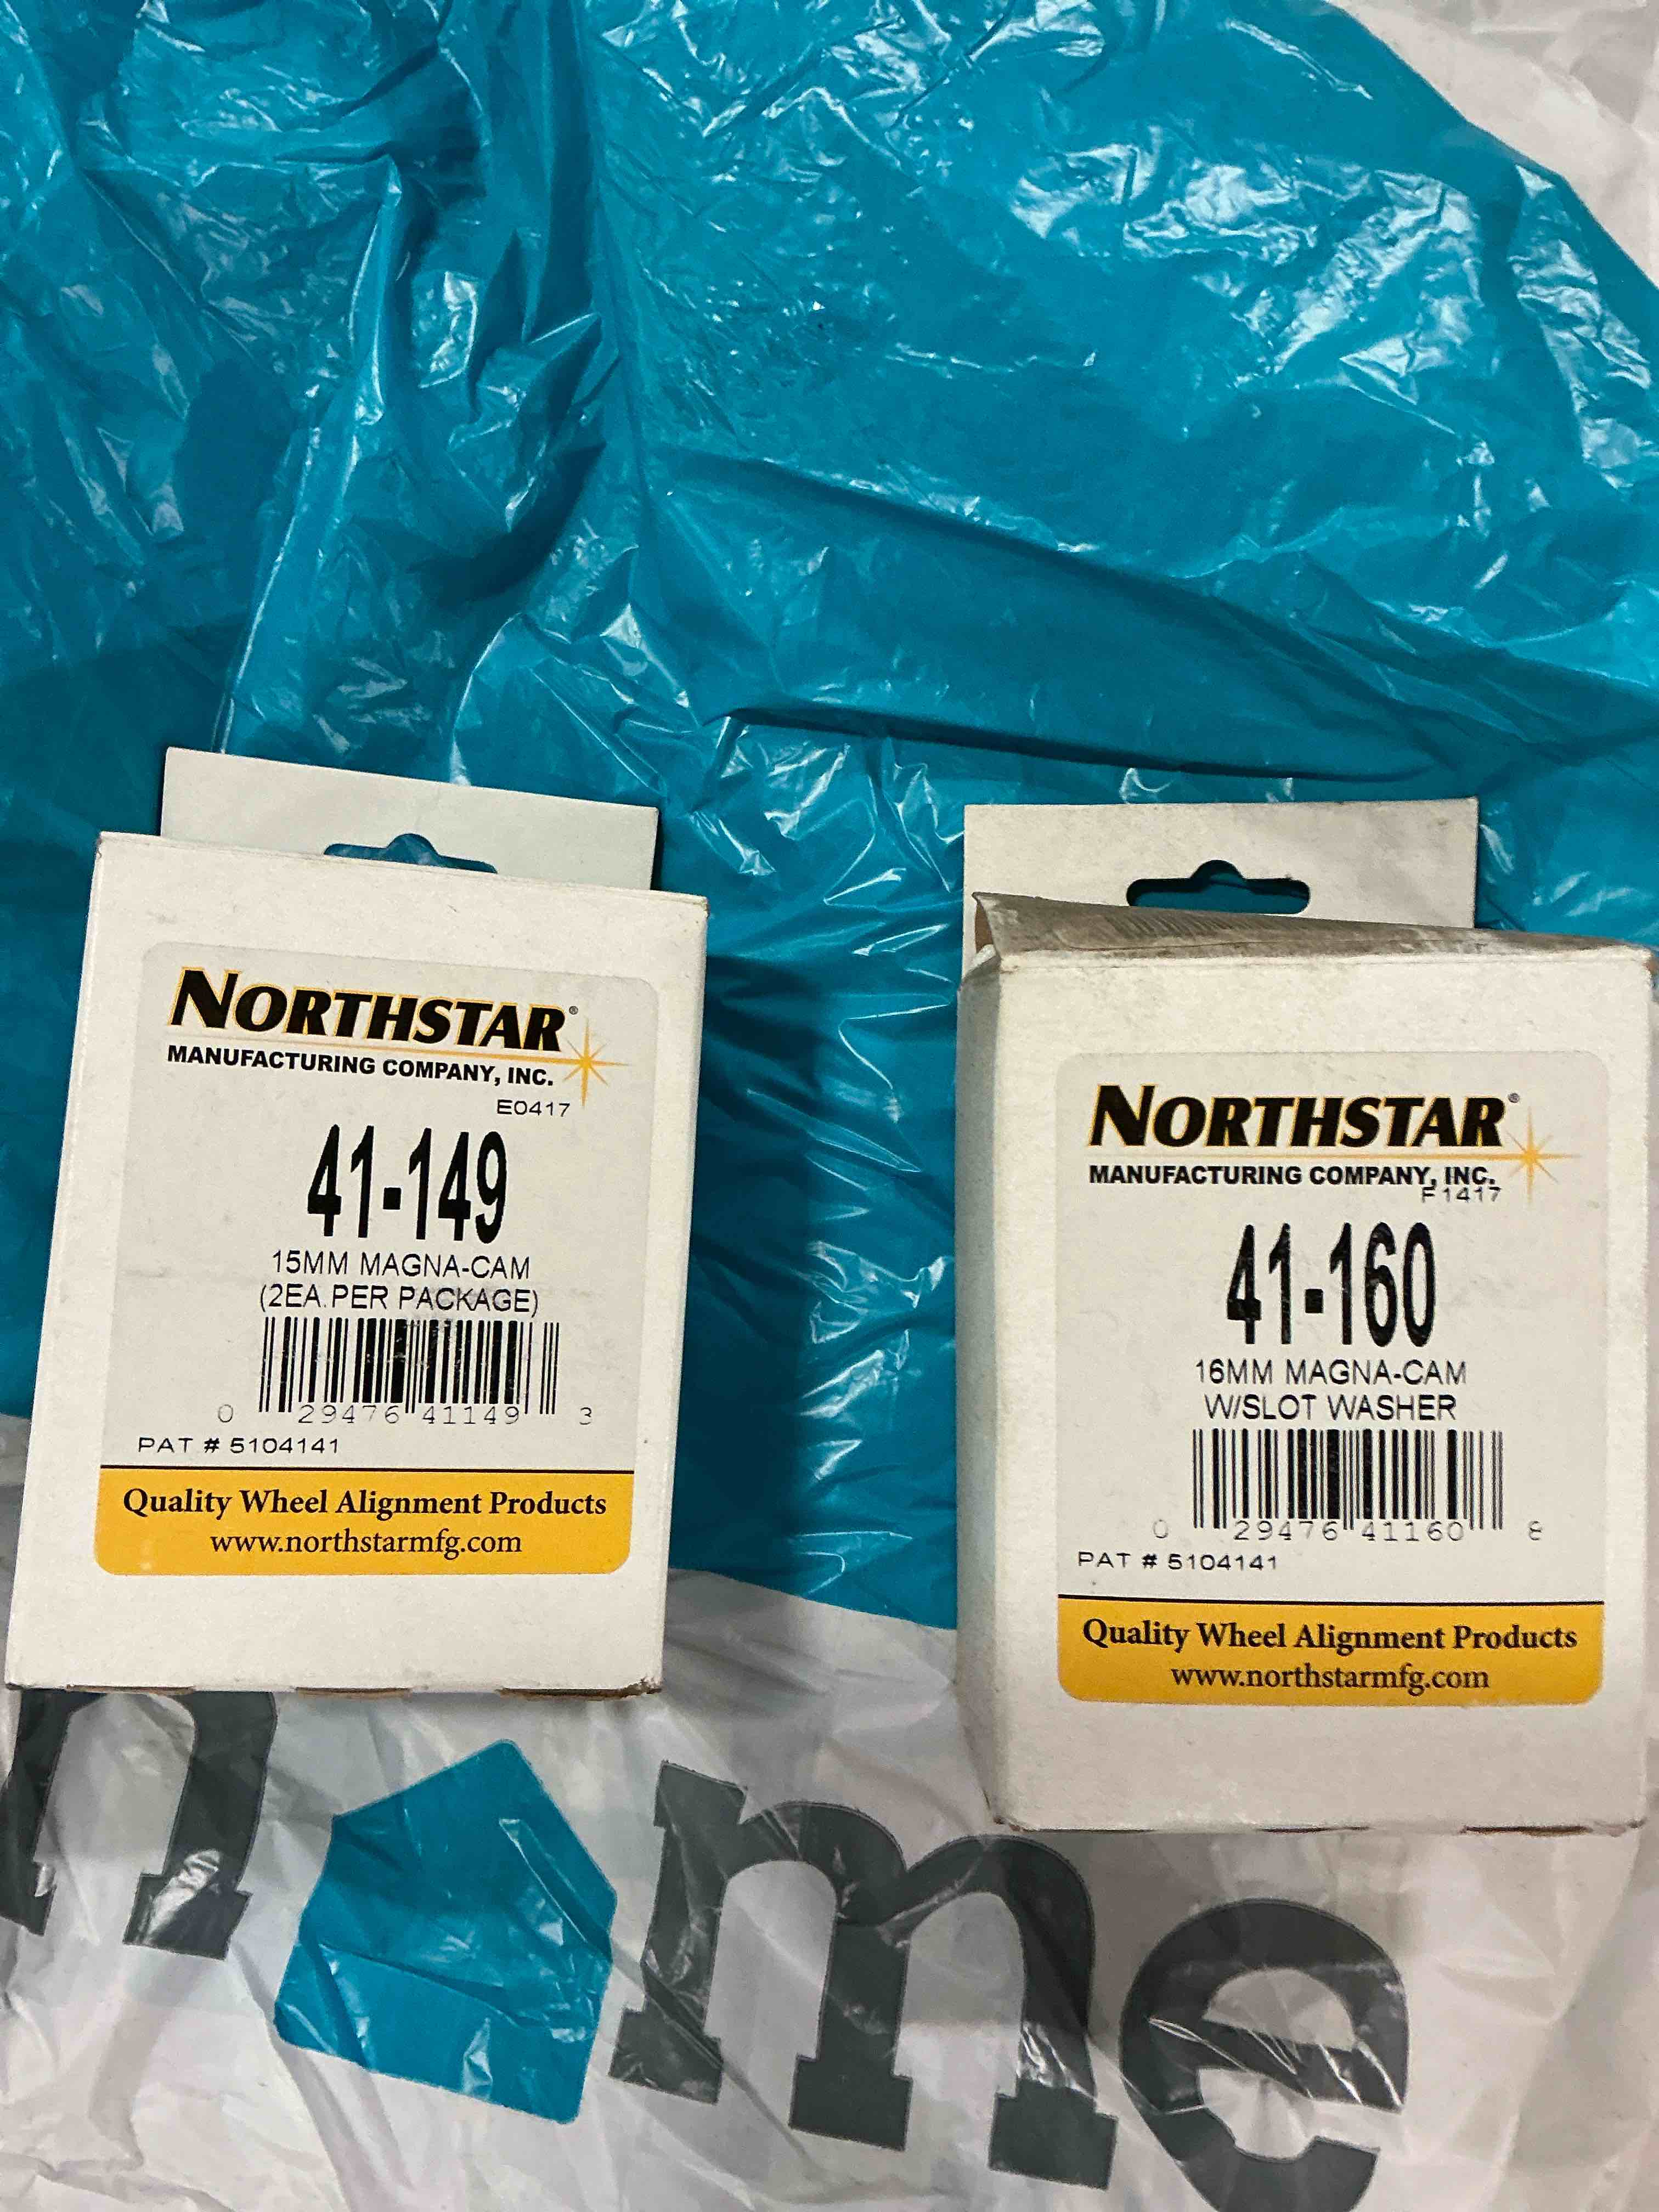 NORTHSTAR®
MANUFACTURING COMPANY, INC.
E0417
41-149
15MM MAGNA-CAM
(2EA.PER PACKAGE)
0 29476 41149 3
PAT # 5104141
Quality Wheel Alignment Products
www.northstarmfg.com
NORTHSTAR®
MANUFACTURING COMPANY, INC.
F1417
41-160
16MM MAGNA-CAM
W/SLOT WASHER
0 29476 41160 8
PAT # 5104141
Quality Wheel Alignment Products
www.northstarmfg.com
h me